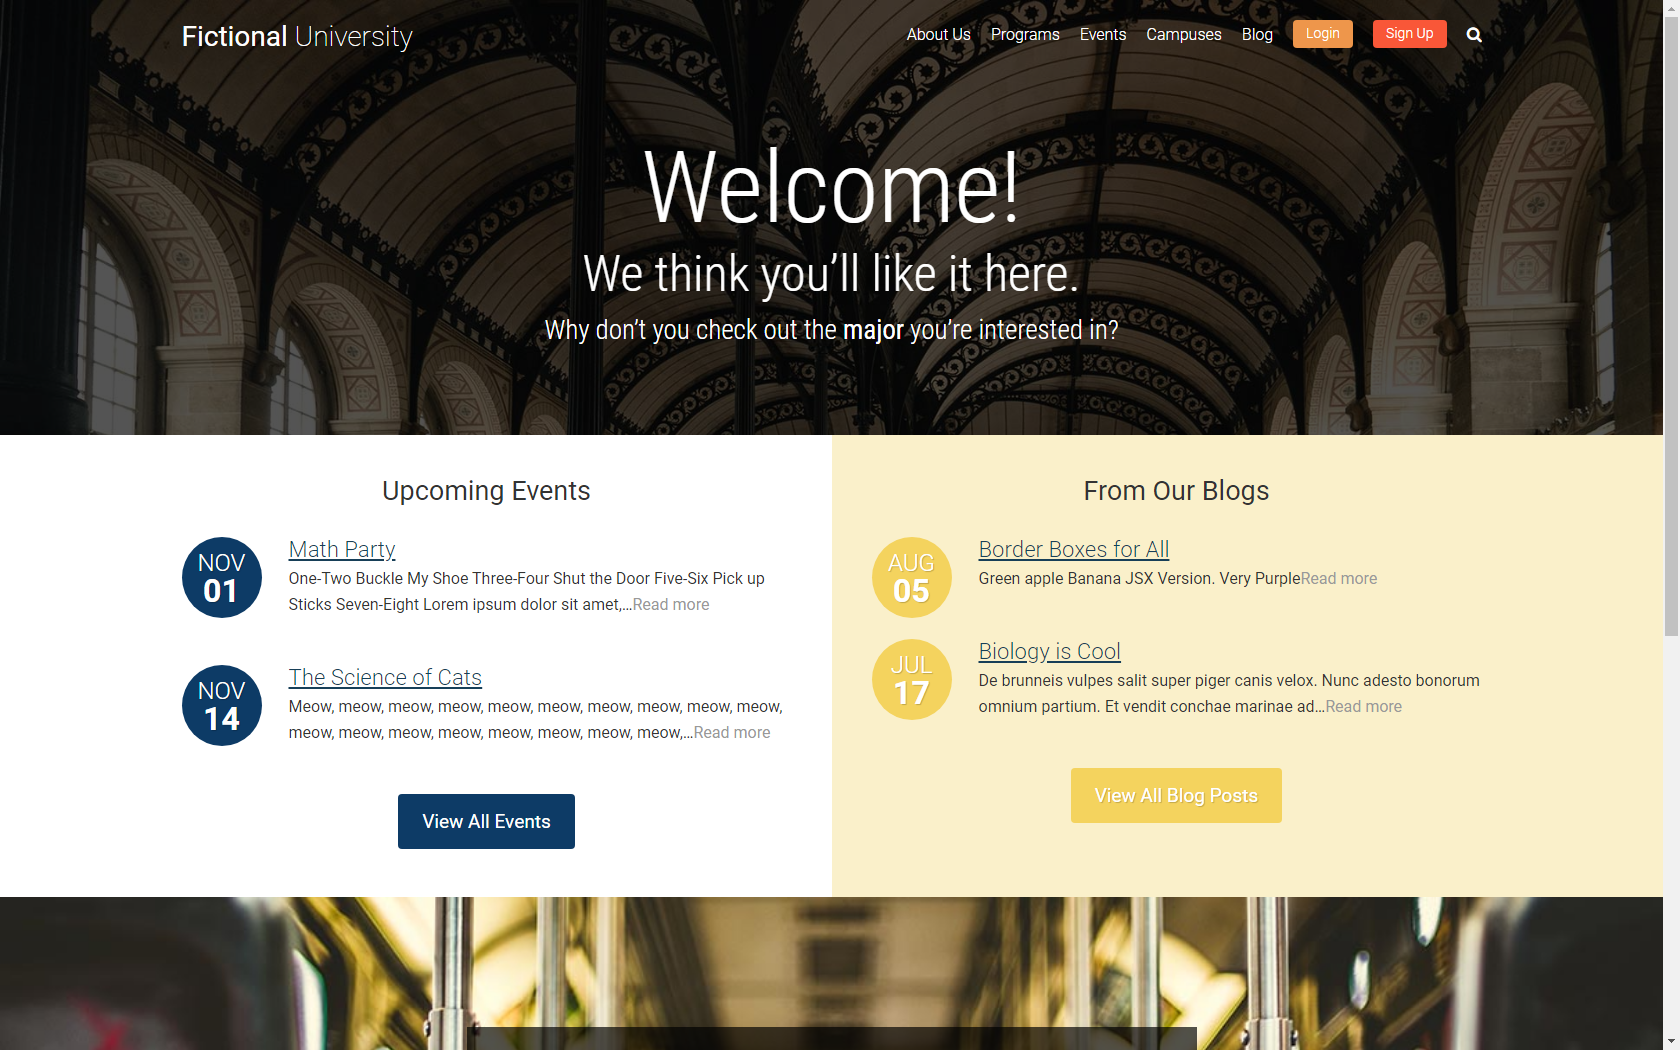 Fictional University
About Us Programs Events Campuses Blog Login Sign Up
Welcome!
We think you’ll like it here.
Why don’t you check out the major you’re interested in?
Upcoming Events
NOV
01
Math Party
One-Two Buckle My Shoe Three-Four Shut the Door Five-Six Pick up
Sticks Seven-Eight Lorem ipsum dolor sit amet,…Read more
NOV
14
The Science of Cats
Meow, meow, meow, meow, meow, meow, meow, meow, meow, meow,
meow, meow, meow, meow, meow, meow, meow, meow,…Read more
View All Events
From Our Blogs
AUG
05
Border Boxes for All
Green apple Banana JSX Version. Very PurpleRead more
JUL
17
Biology is Cool
De brunneis vulpes salit super piger canis velox. Nunc adesto bonorum
omnium partium. Et vendit conchae marinae ad…Read more
View All Blog Posts